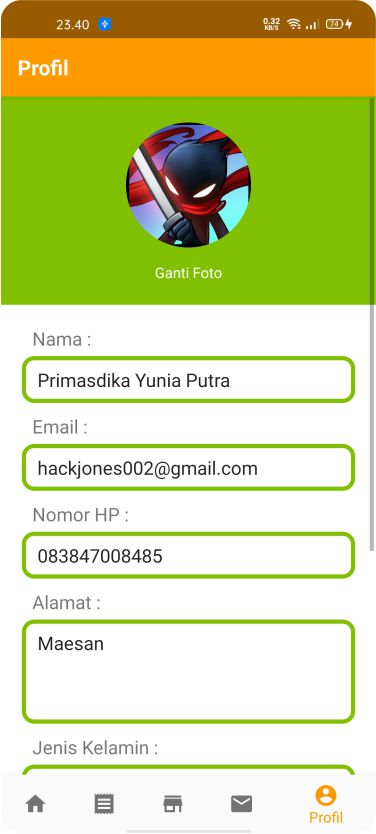 23.40
0.32
KB/S
74
Profil
Ganti Foto
Nama :
Primasdika Yunia Putra
Email :
hackjones002@gmail.com
Nomor HP :
083847008485
Alamat :
Maesan
Jenis Kelamin :
Profil